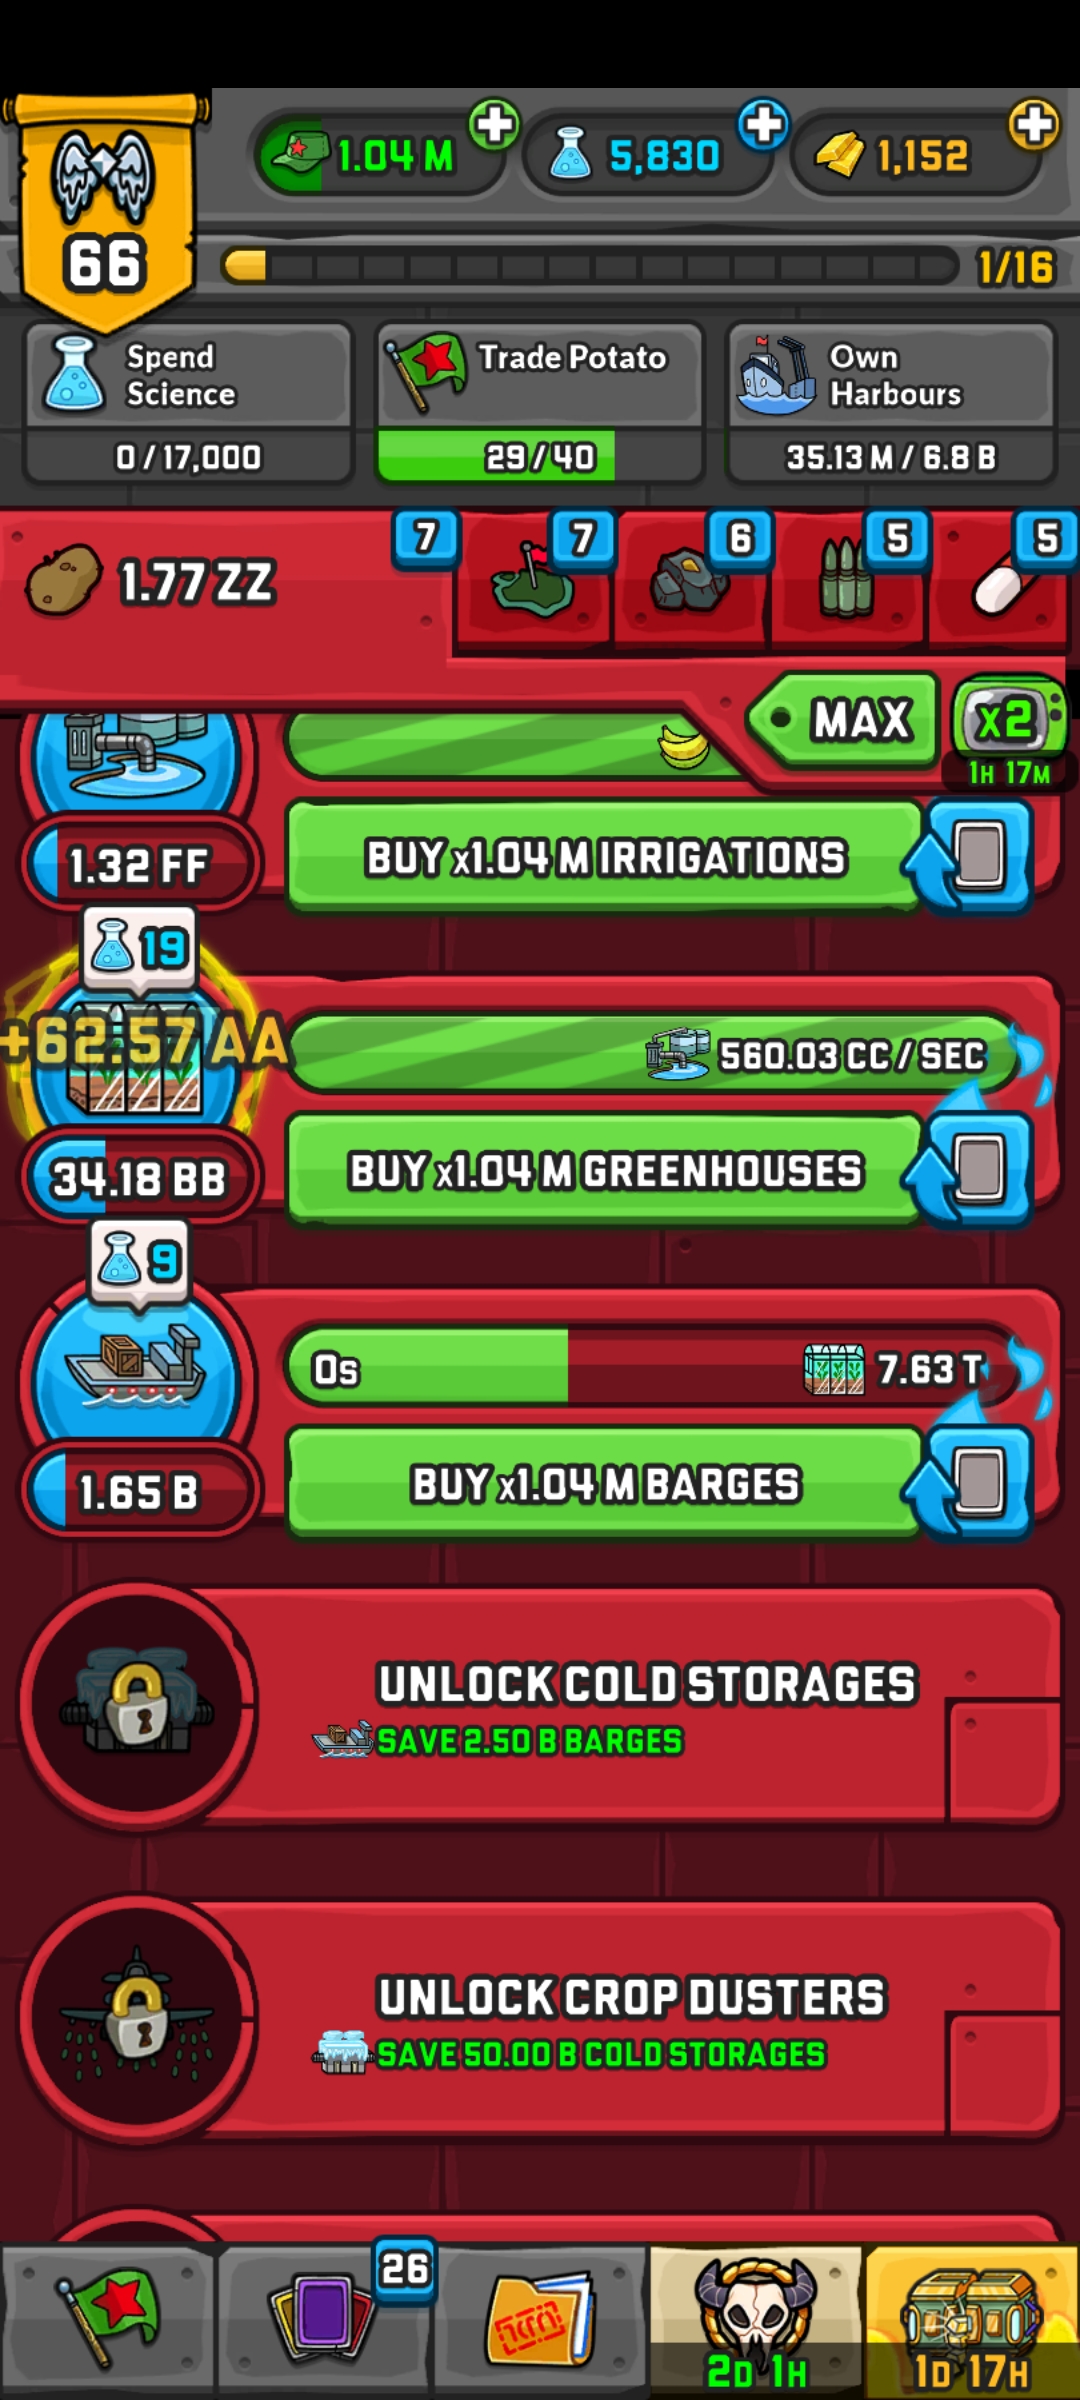 1.04 M
5,830
1,152
66
1/16
Spend
Science
0 / 17,000
Trade Potato
29 / 40
Own
Harbours
35.13 M / 6.8 B
1.77 ZZ
7
7
6
5
5
MAX
x2
1H 17M
1.32 FF
BUY x1.04 M IRRIGATIONS
19
+62.57 AA
560.03 CC / SEC
34.18 BB
BUY x1.04 M GREENHOUSES
9
0s
7.63 T
1.65 B
BUY x1.04 M BARGES
UNLOCK COLD STORAGES
SAVE 2.50 B BARGES
UNLOCK CROP DUSTERS
SAVE 50.00 B COLD STORAGES
26
2D 1H
1D 17H